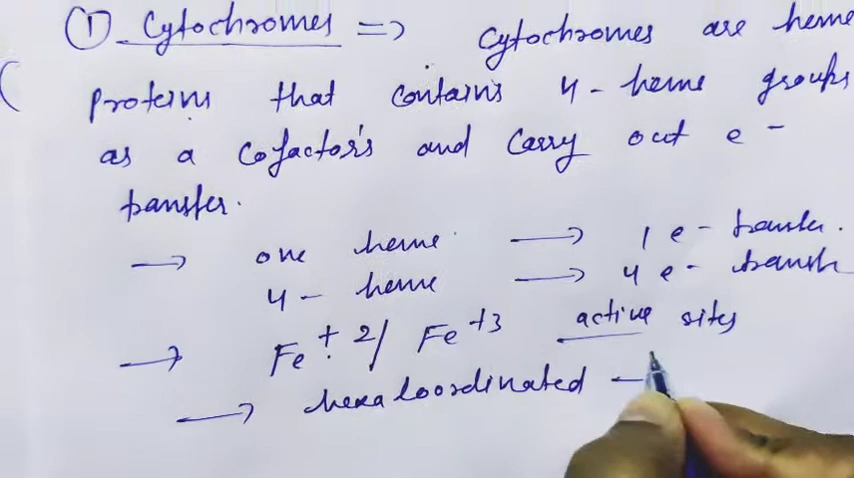 ① Cytochromes => Cytochromes are heme
Proteins that contains 4-heme groups
as a Cofactor's and Carry out e-
transfer.
→ one heme → 1 e- transfer.
4- heme → 4 e- transfer
→ Fe+2/ Fe+3 active sites
→ hexacoordinated -